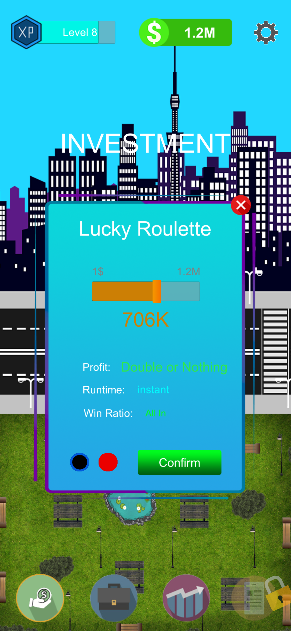 XP Level 6 $ 1.2M
INVESTMENT
Lucky Roulette
1$ 1.2M
706K
Profit: Double or Nothing
Runtime: Instant
Win Ratio:
Confirm